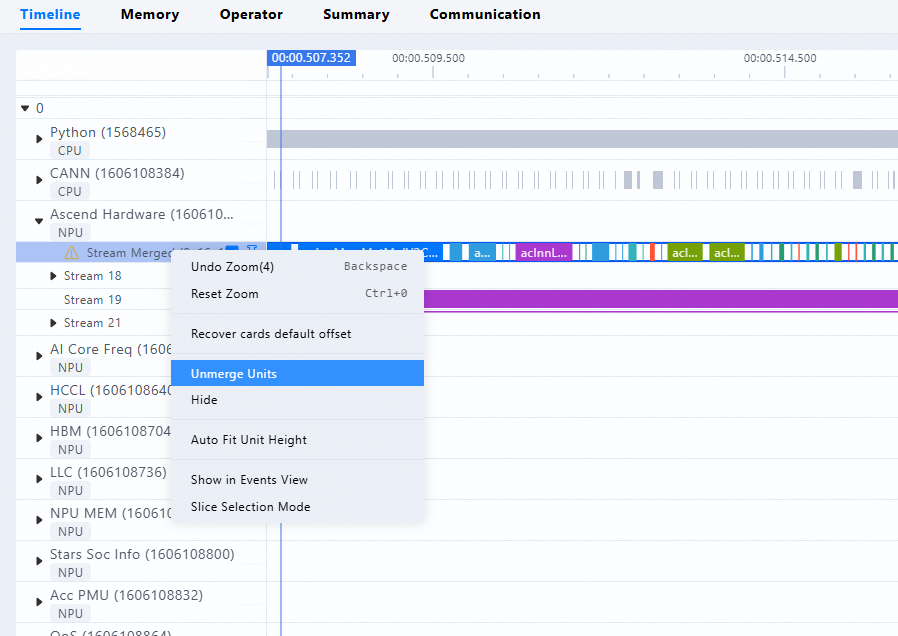 Timeline Memory Operator Summary Communication
00:00.507.352 00:00.509.500 00:00.514.500
0
Python (1568465)
CPU
CANN (1606108384)
CPU
Ascend Hardware (160610...
NPU
Stream Merged
a... aclnnL... acl... acl...
Undo Zoom(4) Backspace
Stream 18
Reset Zoom Ctrl+0
Stream 19
Stream 21
Recover cards default offset
AI Core Freq (1606
NPU
Unmerge Units
HCCL (1606108640
Hide
NPU
HBM (1606108704
Auto Fit Unit Height
NPU
LLC (1606108736)
Show in Events View
NPU
NPU MEM (160610
Slice Selection Mode
NPU
Stars Soc Info (1606108800)
NPU
Acc PMU (1606108832)
NPU
QoS (1606108864)